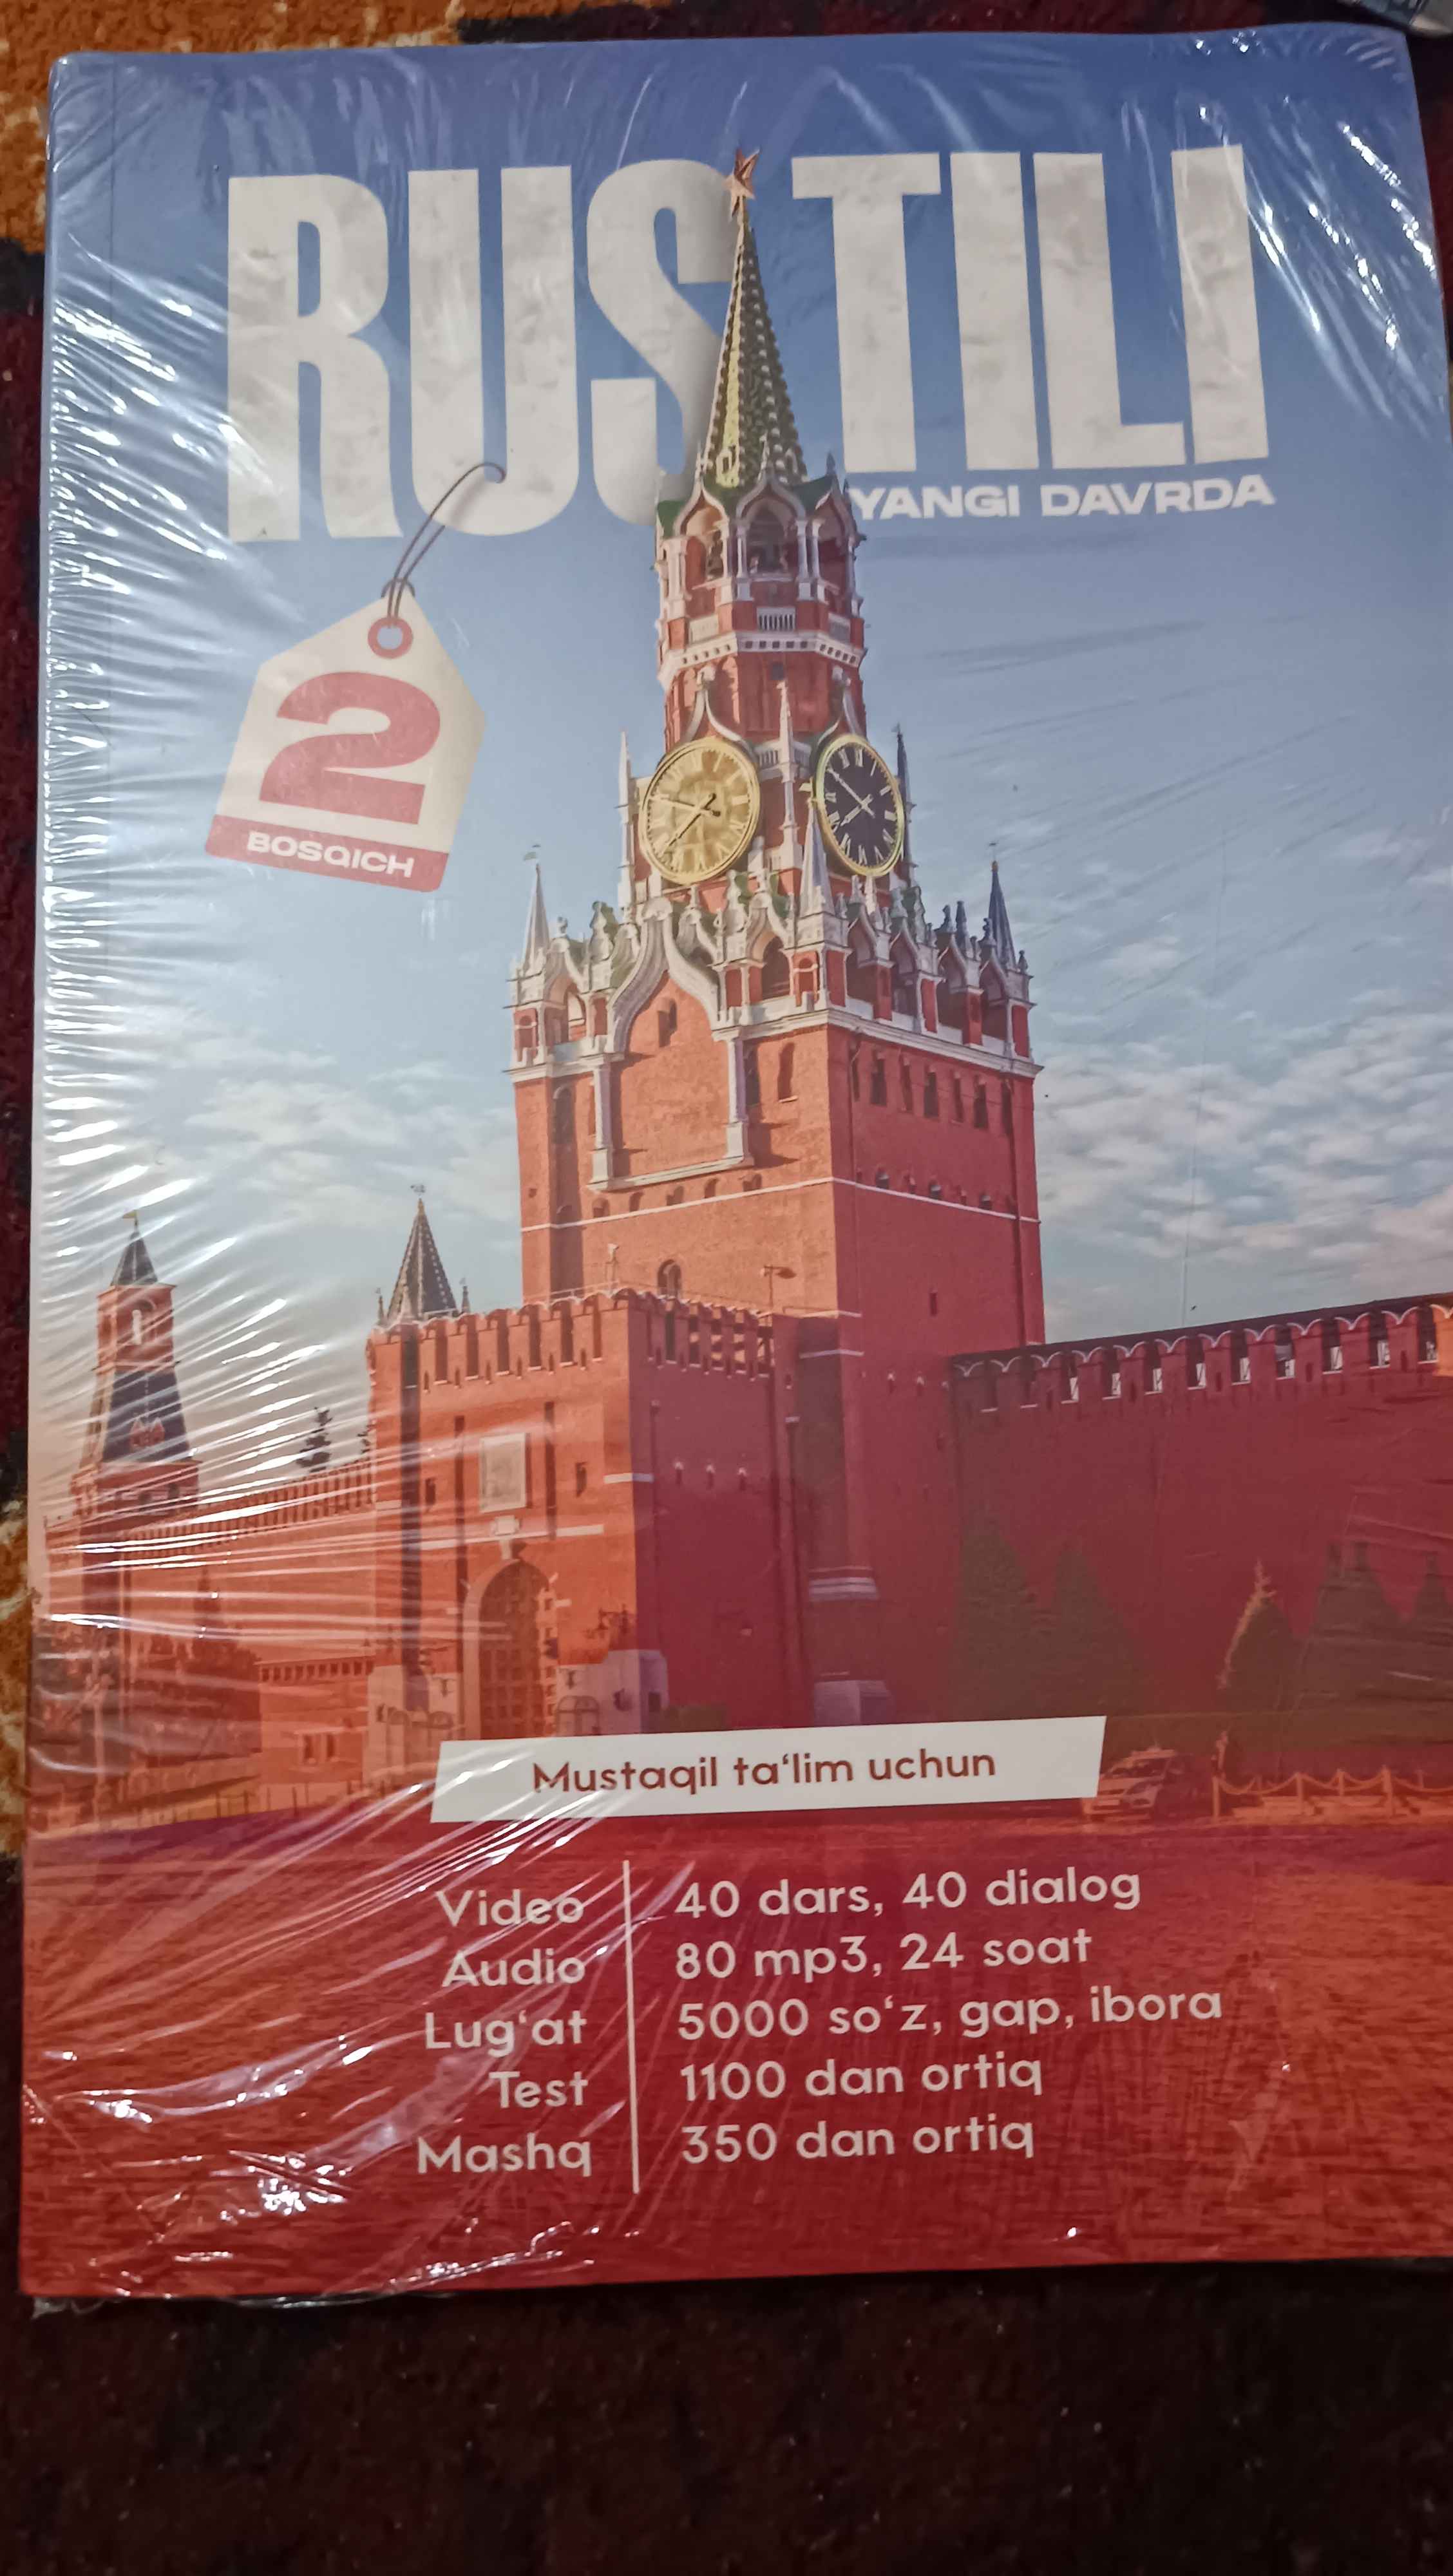 RUS TILI
YANGI DAVRDA
2
BOSQICH
Mustaqil ta‘lim uchun
Video 40 dars, 40 dialog
Audio 80 mp3, 24 soat
Lug‘at 5000 so‘z, gap, ibora
Test 1100 dan ortiq
Mashq 350 dan ortiq